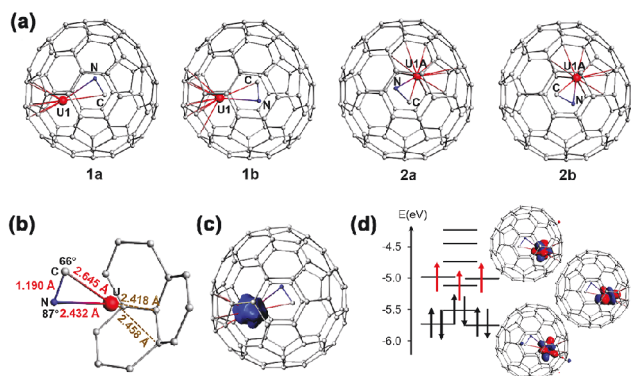 (a)
N
C
U1
1a
C
N
U1
1b
U1A
N
C
2a
U1A
C
N
2b
(b)
66°
C
2.645 Å
1.190 Å
U
2.418 Å
N
87°
2.432 Å
2.458 Å
(c)
(d)
E(eV)
-4.5
-5.0
-5.5
-6.0